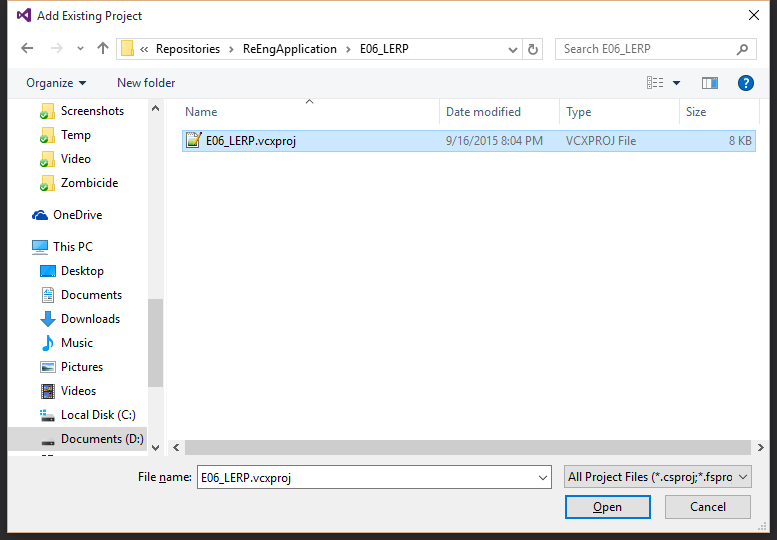 Add Existing Project
« Repositories > ReEngApplication > E06_LERP
Search E06_LERP
Organize
New folder
?
Screenshots
Temp
Video
Zombicide
OneDrive
This PC
Desktop
Documents
Downloads
Music
Pictures
Videos
Local Disk (C:)
Documents (D:)
Name Date modified Type Size
E06_LERP.vcxproj 9/16/2015 8:04 PM VCXPROJ File 8 KB
File name: E06_LERP.vcxproj
All Project Files (*.csproj;*.fspro
Open Cancel